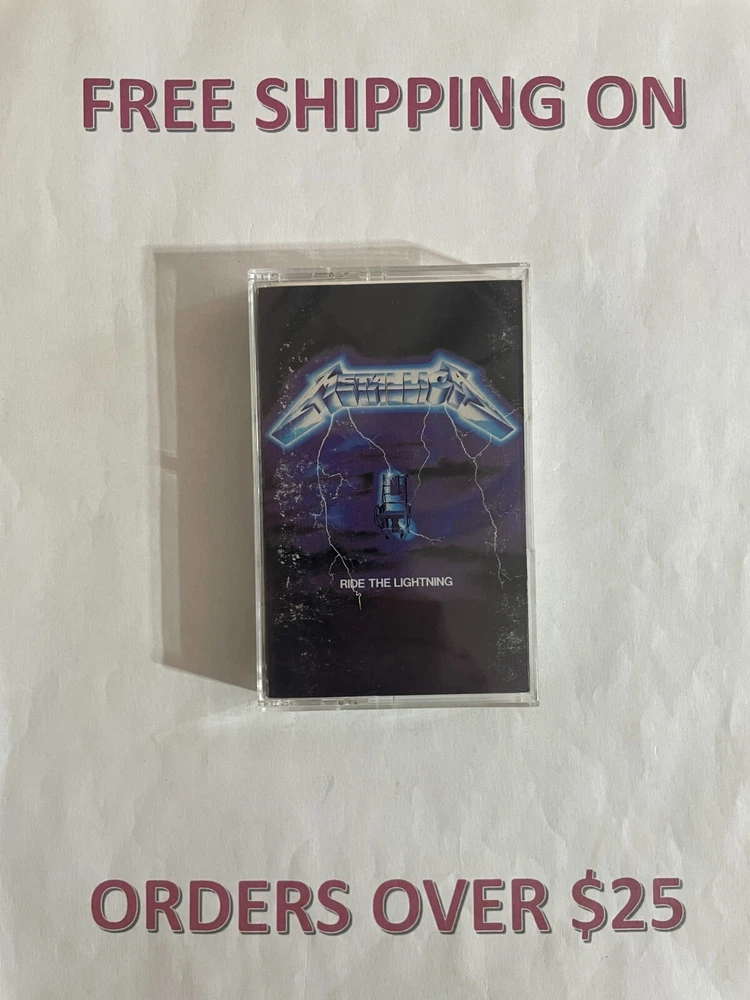 FREE SHIPPING ON
METALLICA
RIDE THE LIGHTNING
ORDERS OVER $25